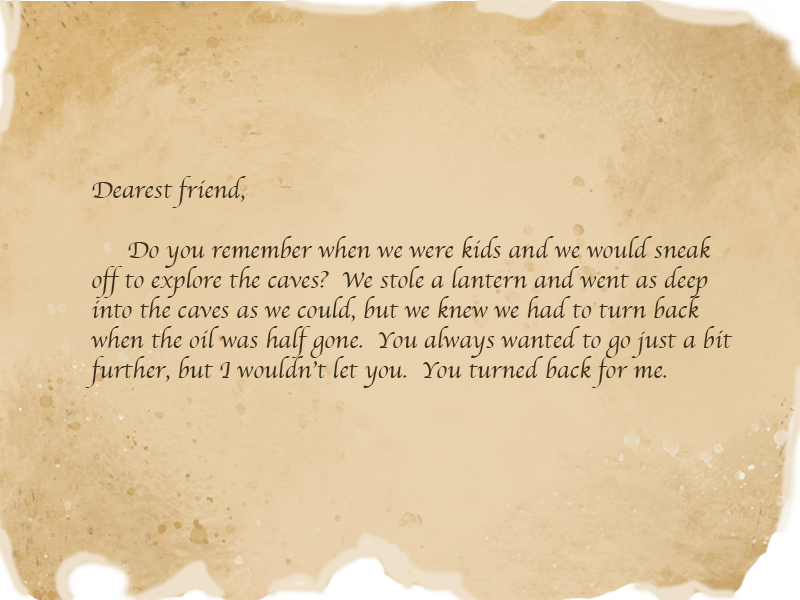 Dearest friend,
Do you remember when we were kids and we would sneak
off to explore the caves?  We stole a lantern and went as deep
into the caves as we could, but we knew we had to turn back
when the oil was half gone.  You always wanted to go just a bit
further, but I wouldn't let you.  You turned back for me.